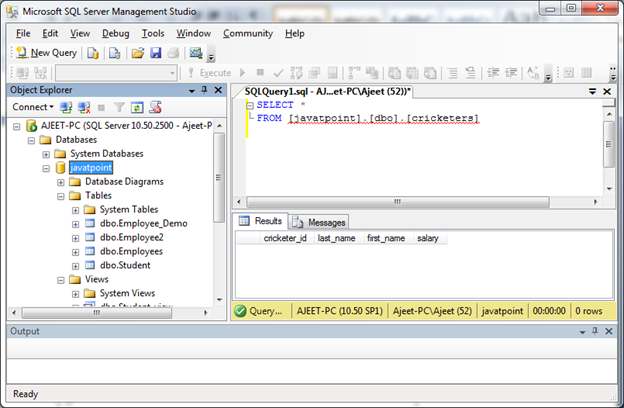 Microsoft SQL Server Management Studio
File Edit View Debug Tools Window Community Help
New Query
Execute
Object Explorer
Connect
AJEET-PC (SQL Server 10.50.2500 - Ajeet-P
Databases
System Databases
javatpoint
Database Diagrams
Tables
System Tables
dbo.Employee_Demo
dbo.Employee2
dbo.Employees
dbo.Student
Views
System Views
SQLQuery1.sql - AJ...et-PC\Ajeet (52))*
SELECT *
FROM [javatpoint].[dbo].[cricketers]
Results Messages
cricketer_id last_name first_name salary
Query... AJEET-PC (10.50 SP1) Ajeet-PC\Ajeet (52) javatpoint 00:00:00 0 rows
Output
Ready